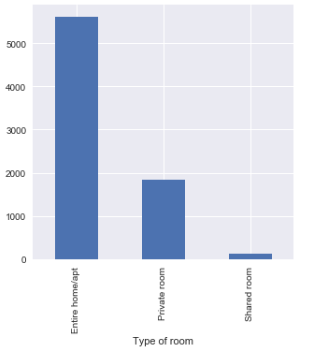 5000
4000
3000
2000
1000
0
Entire home/apt
Private room
Shared room
Type of room